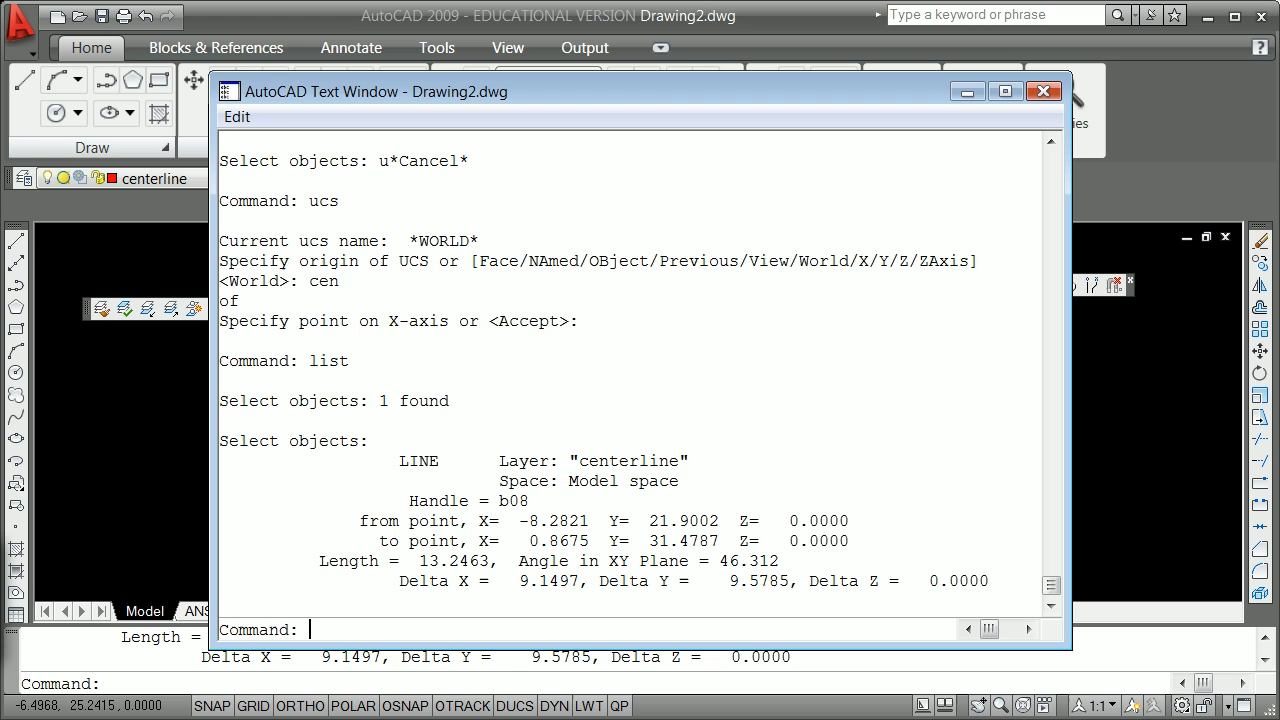 AutoCAD 2009 - EDUCATIONAL VERSION Drawing2.dwg
Type a keyword or phrase
Home Blocks & References Annotate Tools View Output
AutoCAD Text Window - Drawing2.dwg
Edit
ies
Draw
centerline
Select objects: u*Cancel*
Command: ucs
Current ucs name:  *WORLD*
Specify origin of UCS or [Face/NAmed/OBject/Previous/View/World/X/Y/Z/ZAxis]
<World>: cen
of
Specify point on X-axis or <Accept>:
Command: list
Select objects: 1 found
Select objects:
LINE      Layer: "centerline"
Space: Model space
Handle = b08
from point, X=  -8.2821  Y=  21.9002  Z=    0.0000
to point, X=   0.8675  Y=  31.4787  Z=    0.0000
Length =  13.2463,  Angle in XY Plane = 46.312
Delta X =   9.1497, Delta Y =    9.5785, Delta Z =   0.0000
Command:
Model ANS
Length =
Delta X =   9.1497, Delta Y =    9.5785, Delta Z =   0.0000
Command:
-6.4968, 25.2415, 0.0000 SNAP GRID ORTHO POLAR OSNAP OTRACK DUCS DYN LWT QP 1:1